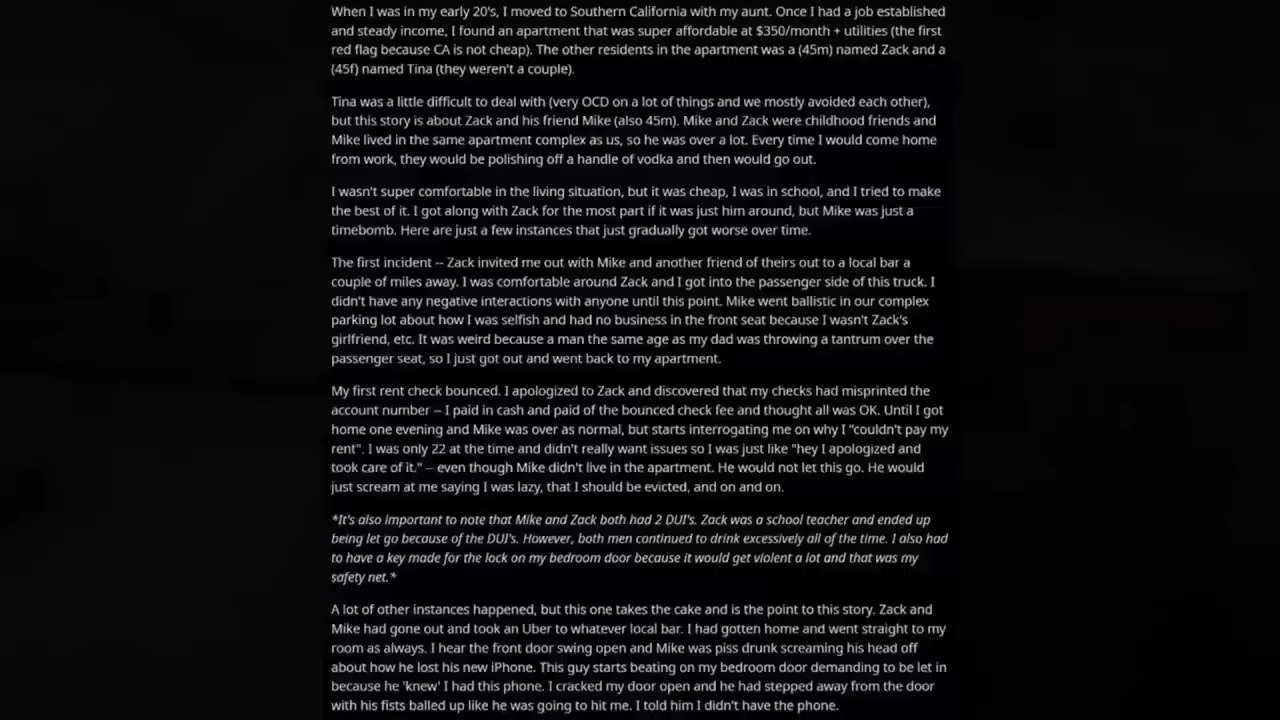 When I was in my early 20's, I moved to Southern California with my aunt. Once I had a job established
and steady income, I found an apartment that was super affordable at $350/month + utilities (the first
red flag because CA is not cheap). The other residents in the apartment was a (45m) named Zack and a
(45f) named Tina (they weren't a couple).
Tina was a little difficult to deal with (very OCD on a lot of things and we mostly avoided each other),
but this story is about Zack and his friend Mike (also 45m). Mike and Zack were childhood friends and
Mike lived in the same apartment complex as us, so he was over a lot. Every time I would come home
from work, they would be polishing off a handle of vodka and then would go out.
I wasn't super comfortable in the living situation, but it was cheap, I was in school, and I tried to make
the best of it. I got along with Zack for the most part if it was just him around, but Mike was just a
timebomb. Here are just a few instances that just gradually got worse over time.
The first incident -- Zack invited me out with Mike and another friend of theirs out to a local bar a
couple of miles away. I was comfortable around Zack and I got into the passenger side of this truck. I
didn't have any negative interactions with anyone until this point. Mike went ballistic in our complex
parking lot about how I was selfish and had no business in the front seat because I wasn't Zack's
girlfriend, etc. It was weird because a man the same age as my dad was throwing a tantrum over the
passenger seat, so I just got out and went back to my apartment.
My first rent check bounced. I apologized to Zack and discovered that my checks had misprinted the
account number -- I paid in cash and paid of the bounced check fee and thought all was OK. Until I got
home one evening and Mike was over as normal, but starts interrogating me on why I "couldn't pay my
rent". I was only 22 at the time and didn't really want issues so I was just like "hey I apologized and
took care of it." -- even though Mike didn't live in the apartment. He would not let this go. He would
just scream at me saying I was lazy, that I should be evicted, and on and on.
*It's also important to note that Mike and Zack both had 2 DUI's. Zack was a school teacher and ended up
being let go because of the DUI's. However, both men continued to drink excessively all of the time. I also had
to have a key made for the lock on my bedroom door because it would get violent a lot and that was my
safety net.*
A lot of other instances happened, but this one takes the cake and is the point to this story. Zack and
Mike had gone out and took an Uber to whatever local bar. I had gotten home and went straight to my
room as always. I hear the front door swing open and Mike was piss drunk screaming his head off
about how he lost his new iPhone. This guy starts beating on my bedroom door demanding to be let in
because he 'knew' I had this phone. I cracked my door open and he had stepped away from the door
with his fists balled up like he was going to hit me. I told him I didn't have the phone.